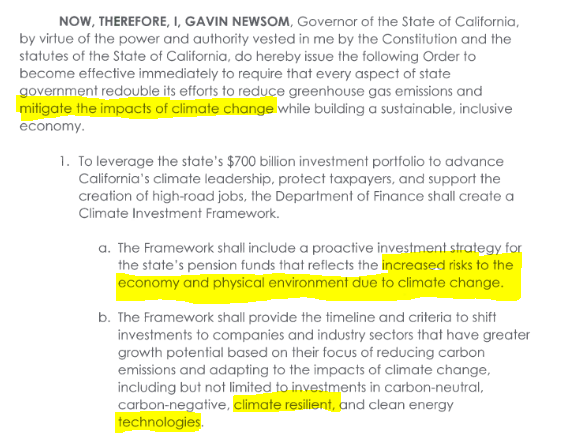 NOW, THEREFORE, I, GAVIN NEWSOM, Governor of the State of California,
by virtue of the power and authority vested in me by the Constitution and the
statutes of the State of California, do hereby issue the following Order to
become effective immediately to require that every aspect of state
government redouble its efforts to reduce greenhouse gas emissions and
mitigate the impacts of climate change while building a sustainable, inclusive
economy.
1. To leverage the state's $700 billion investment portfolio to advance
California's climate leadership, protect taxpayers, and support the
creation of high-road jobs, the Department of Finance shall create a
Climate Investment Framework.
a. The Framework shall include a proactive investment strategy for
the state's pension funds that reflects the increased risks to the
economy and physical environment due to climate change.
b. The Framework shall provide the timeline and criteria to shift
investments to companies and industry sectors that have greater
growth potential based on their focus of reducing carbon
emissions and adapting to the impacts of climate change,
including but not limited to investments in carbon-neutral,
carbon-negative, climate resilient, and clean energy
technologies.